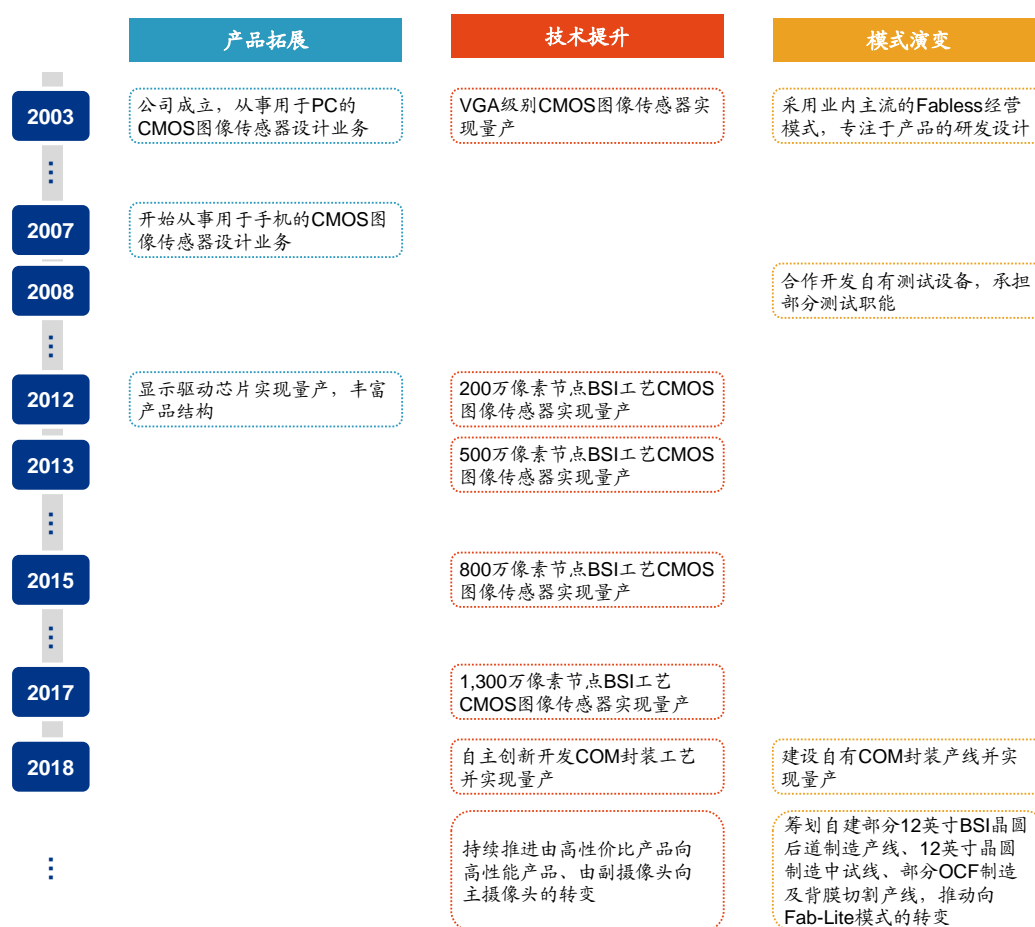 产品拓展
技术提升
模式演变
2003
公司成立，从事用于PC的
CMOS图像传感器设计业务
VGA级别CMOS图像传感器实
现量产
采用业内主流的Fabless经营
模式，专注于产品的研发设计
...
2007
开始从事用于手机的CMOS图
像传感器设计业务
2008
合作开发自有测试设备，承担
部分测试职能
...
2012
显示驱动芯片实现量产，丰富
产品结构
200万像素节点BSI工艺CMOS
图像传感器实现量产
2013
500万像素节点BSI工艺CMOS
图像传感器实现量产
...
2015
800万像素节点BSI工艺CMOS
图像传感器实现量产
...
2017
1,300万像素节点BSI工艺
CMOS图像传感器实现量产
2018
自主创新开发COM封装工艺
并实现量产
建设自有COM封装产线并实
现量产
...
持续推进由高性价比产品向
高性能产品、由副摄像头向
主摄像头的转变
筹划自建部分12英寸BSI晶圆
后道制造产线、12英寸晶圆
制造中试线、部分OCF制造
及背膜切割产线，推动向
Fab-Lite模式的转变